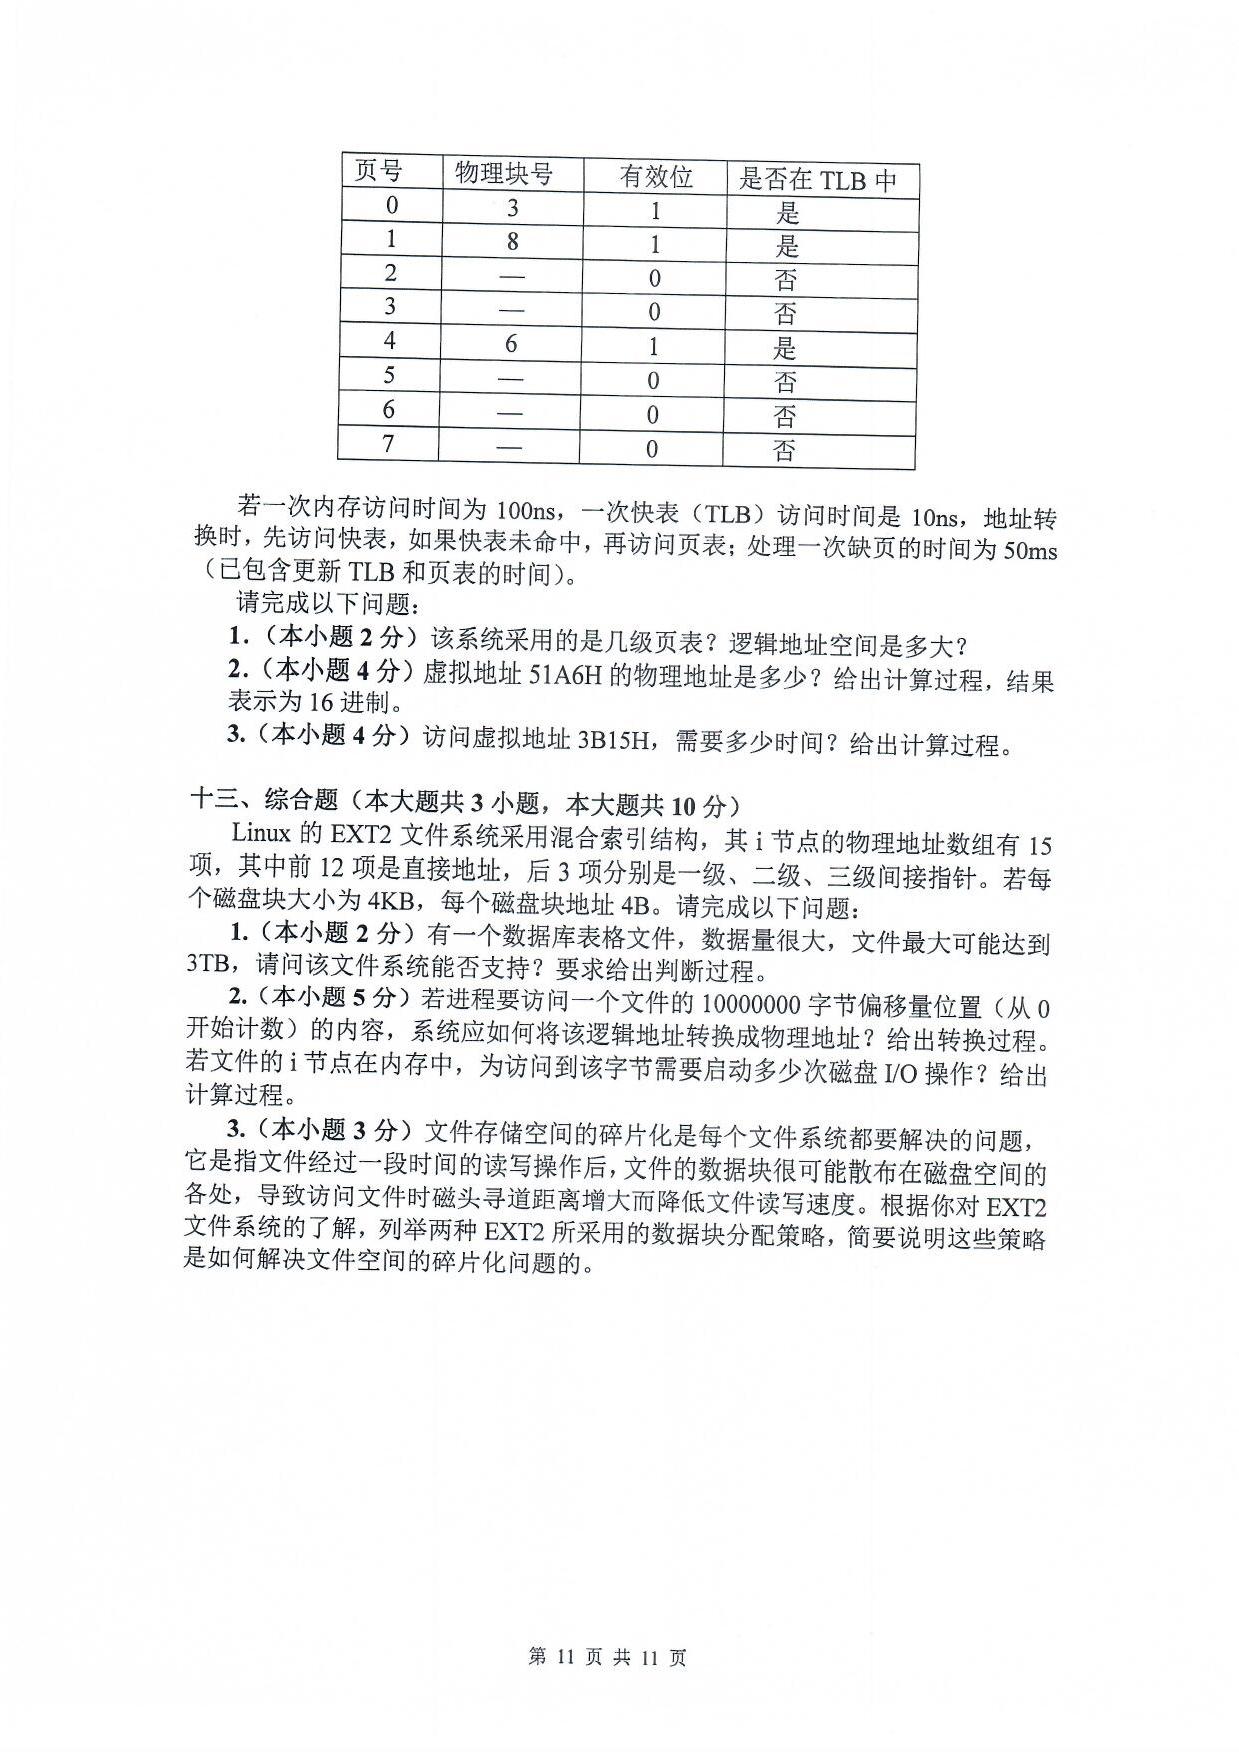 页号 物理块号 有效位 是否在 TLB 中
0 3 1 是
1 8 1 是
2 — 0 否
3 — 0 否
4 6 1 是
5 — 0 否
6 — 0 否
7 — 0 否
若一次内存访问时间为 100ns，一次快表（TLB）访问时间是 10ns，地址转
换时，先访问快表，如果快表未命中，再访问页表；处理一次缺页的时间为 50ms
（已包含更新 TLB 和页表的时间）。
请完成以下问题：
1.（本小题 2 分）该系统采用的是几级页表？逻辑地址空间是多大？
2.（本小题 4 分）虚拟地址 51A6H 的物理地址是多少？给出计算过程，结果
表示为 16 进制。
3.（本小题 4 分）访问虚拟地址 3B15H，需要多少时间？给出计算过程。
十三、综合题（本大题共 3 小题，本大题共 10 分）
Linux 的 EXT2 文件系统采用混合索引结构，其 i 节点的物理地址数组有 15
项，其中前 12 项是直接地址，后 3 项分别是一级、二级、三级间接指针。若每
个磁盘块大小为 4KB，每个磁盘块地址 4B。请完成以下问题：
1.（本小题 2 分）有一个数据库表格文件，数据量很大，文件最大可能达到
3TB，请问该文件系统能否支持？要求给出判断过程。
2.（本小题 5 分）若进程要访问一个文件的 10000000 字节偏移量位置（从 0
开始计数）的内容，系统应如何将该逻辑地址转换成物理地址？给出转换过程。
若文件的 i 节点在内存中，为访问到该字节需要启动多少次磁盘 I/O 操作？给出
计算过程。
3.（本小题 3 分）文件存储空间的碎片化是每个文件系统都要解决的问题，
它是指文件经过一段时间的读写操作后，文件的数据块很可能散布在磁盘空间的
各处，导致访问文件时磁头寻道距离增大而降低文件读写速度。根据你对 EXT2
文件系统的了解，列举两种 EXT2 所采用的数据块分配策略，简要说明这些策略
是如何解决文件空间的碎片化问题的。
第 11 页 共 11 页